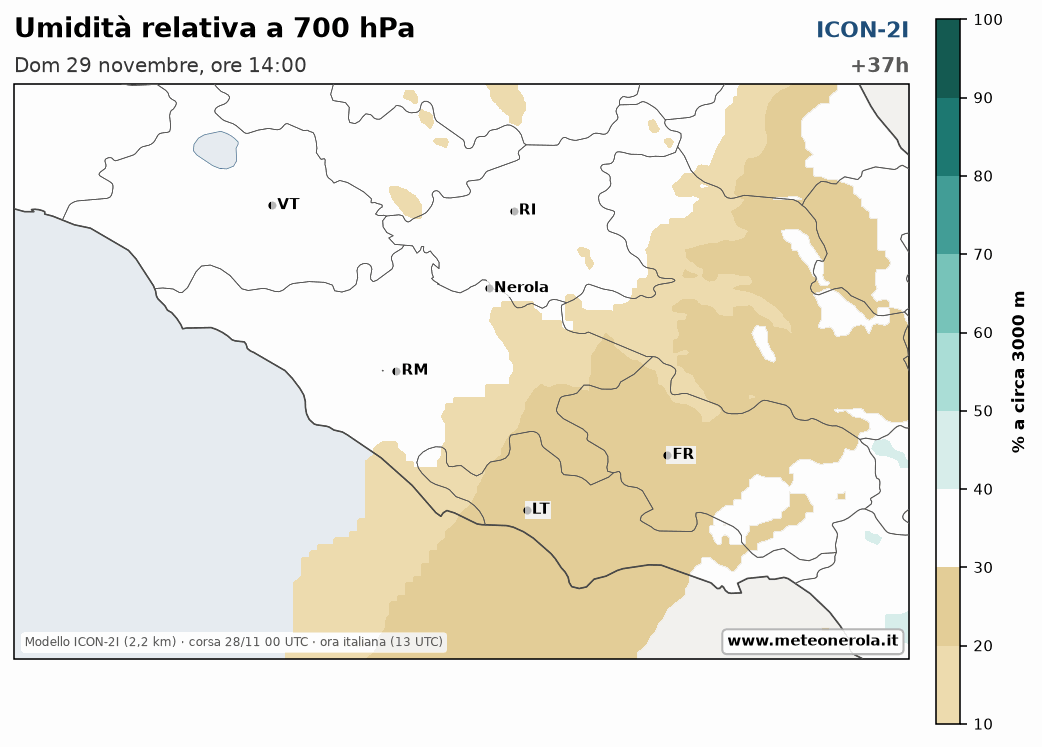 Umidità relativa a 700 hPa
ICON-2I
Dom 29 novembre, ore 14:00
+37h
VT
RI
Nerola
RM
FR
LT
Modello ICON-2I (2,2 km) · corsa 28/11 00 UTC · ora italiana (13 UTC)
www.meteonerola.it
100
90
80
70
60
50
40
30
20
10
% a circa 3000 m